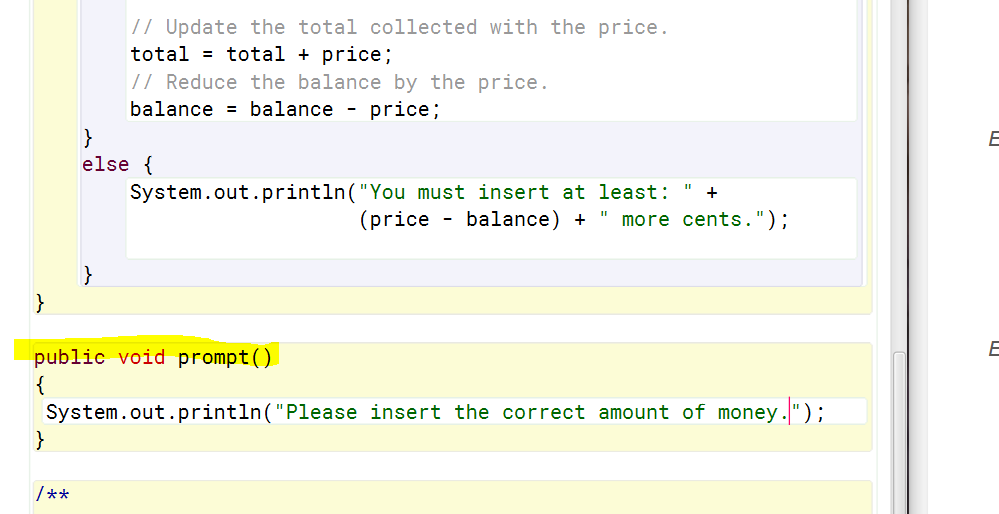 // Update the total collected with the price.
total = total + price;
// Reduce the balance by the price.
balance = balance - price;
}
else {
System.out.println("You must insert at least: " +
(price - balance) + " more cents.");
}
}
public void prompt()
{
System.out.println("Please insert the correct amount of money.");
}
/**
E
E